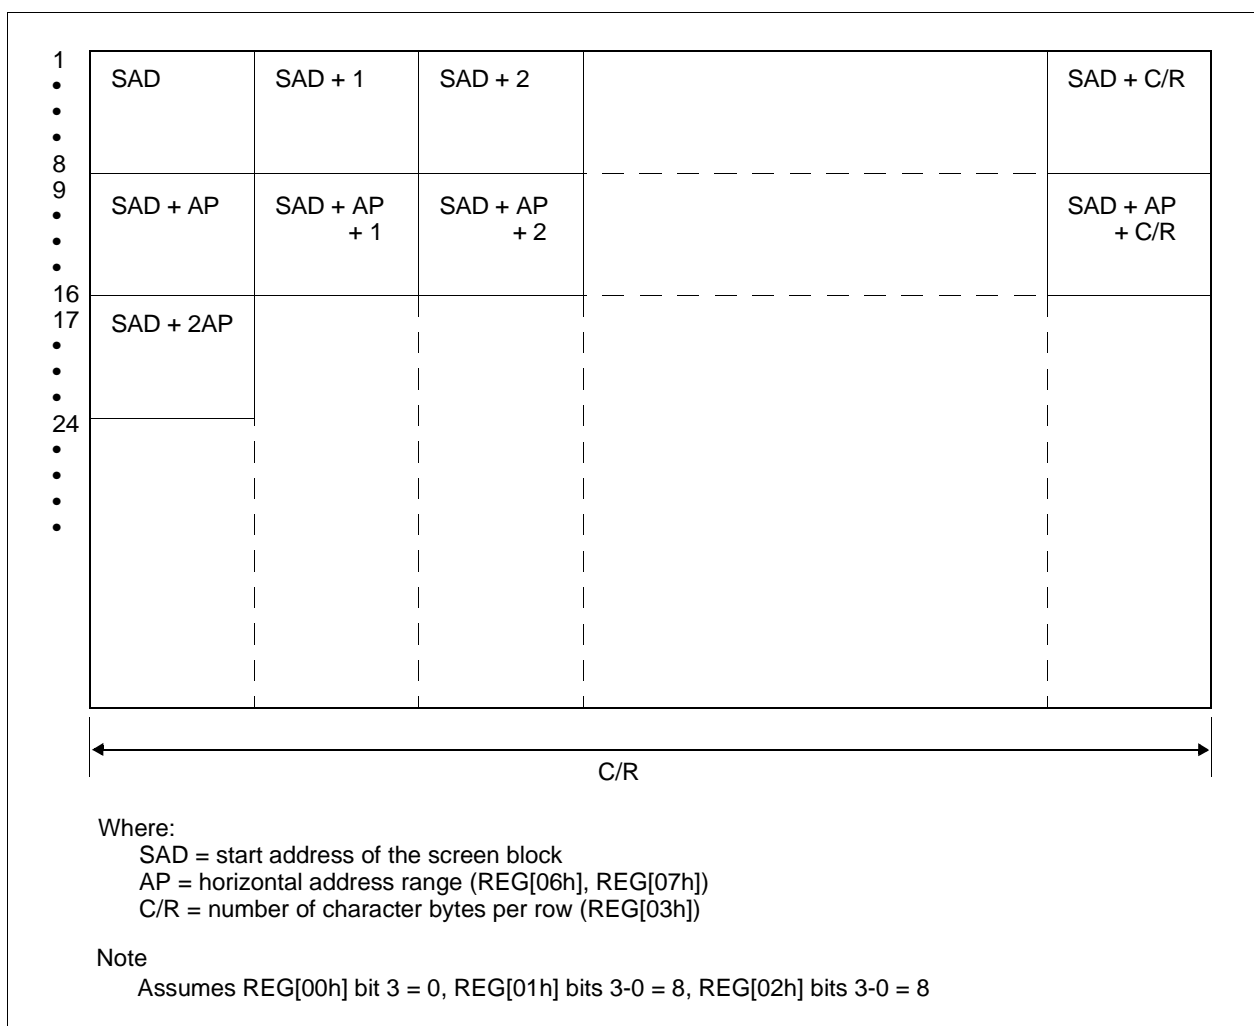 1
•
•
•
8
SAD SAD + 1 SAD + 2 SAD + C/R
9
•
•
•
16
SAD + AP SAD + AP SAD + AP SAD + AP
+ 1 + 2 + C/R
17
•
•
•
24
•
•
•
•
SAD + 2AP
C/R
Where:
SAD = start address of the screen block
AP = horizontal address range (REG[06h], REG[07h])
C/R = number of character bytes per row (REG[03h])
Note
Assumes REG[00h] bit 3 = 0, REG[01h] bits 3-0 = 8, REG[02h] bits 3-0 = 8